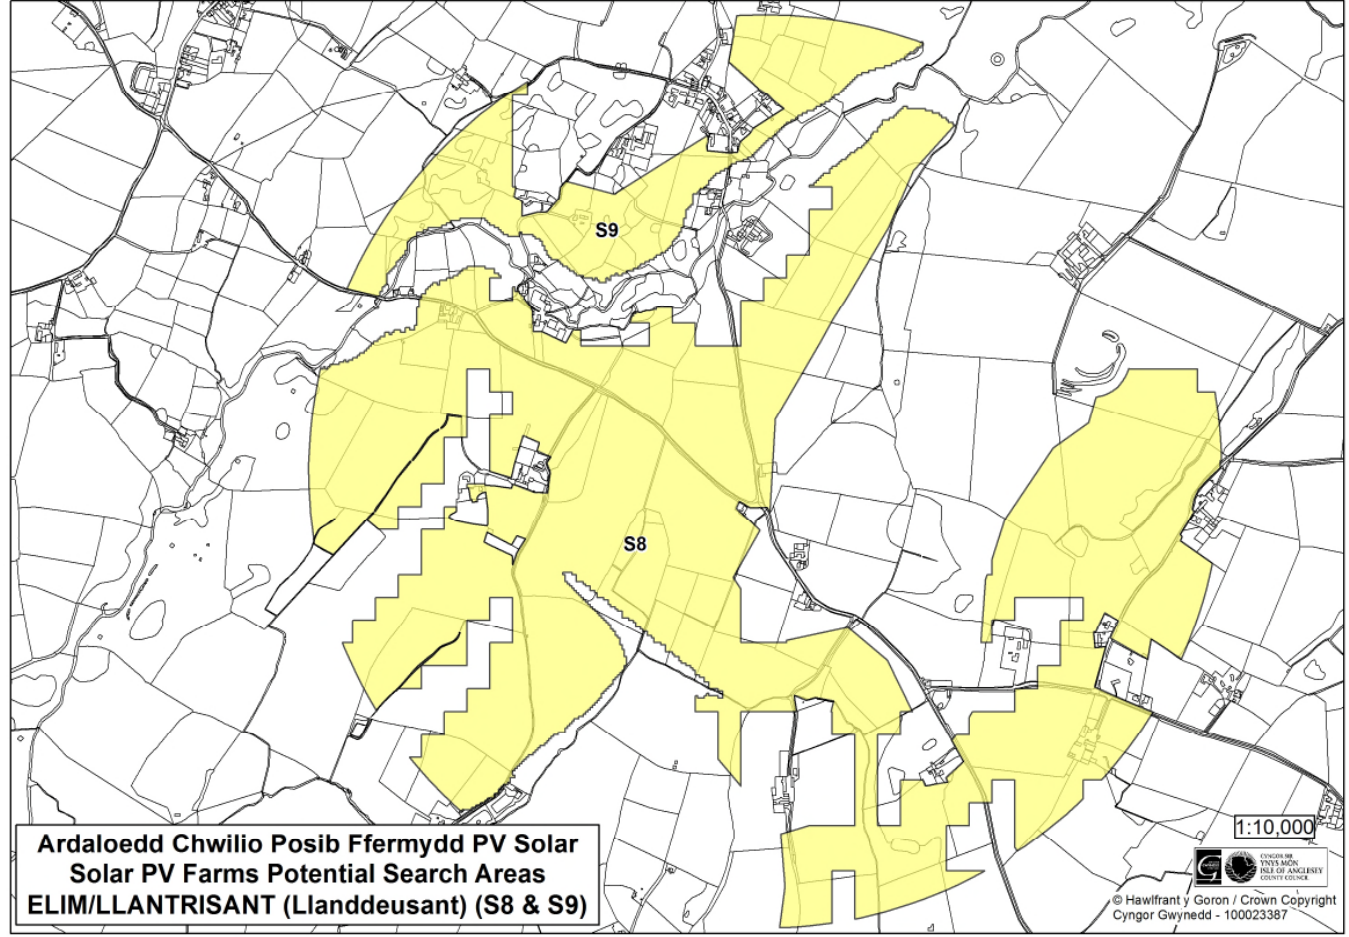 S9
S8
1:10,000
Ardaloedd Chwilio Posib Ffermydd PV Solar
Solar PV Farms Potential Search Areas
ELIM/LLANTRISANT (Llanddeusant) (S8 & S9)
CYNGOR SIR
YNYS MÔN
ISLE OF ANGLESEY
COUNTY COUNCIL
© Hawlfraint y Goron / Crown Copyright
Cyngor Gwynedd - 100023387